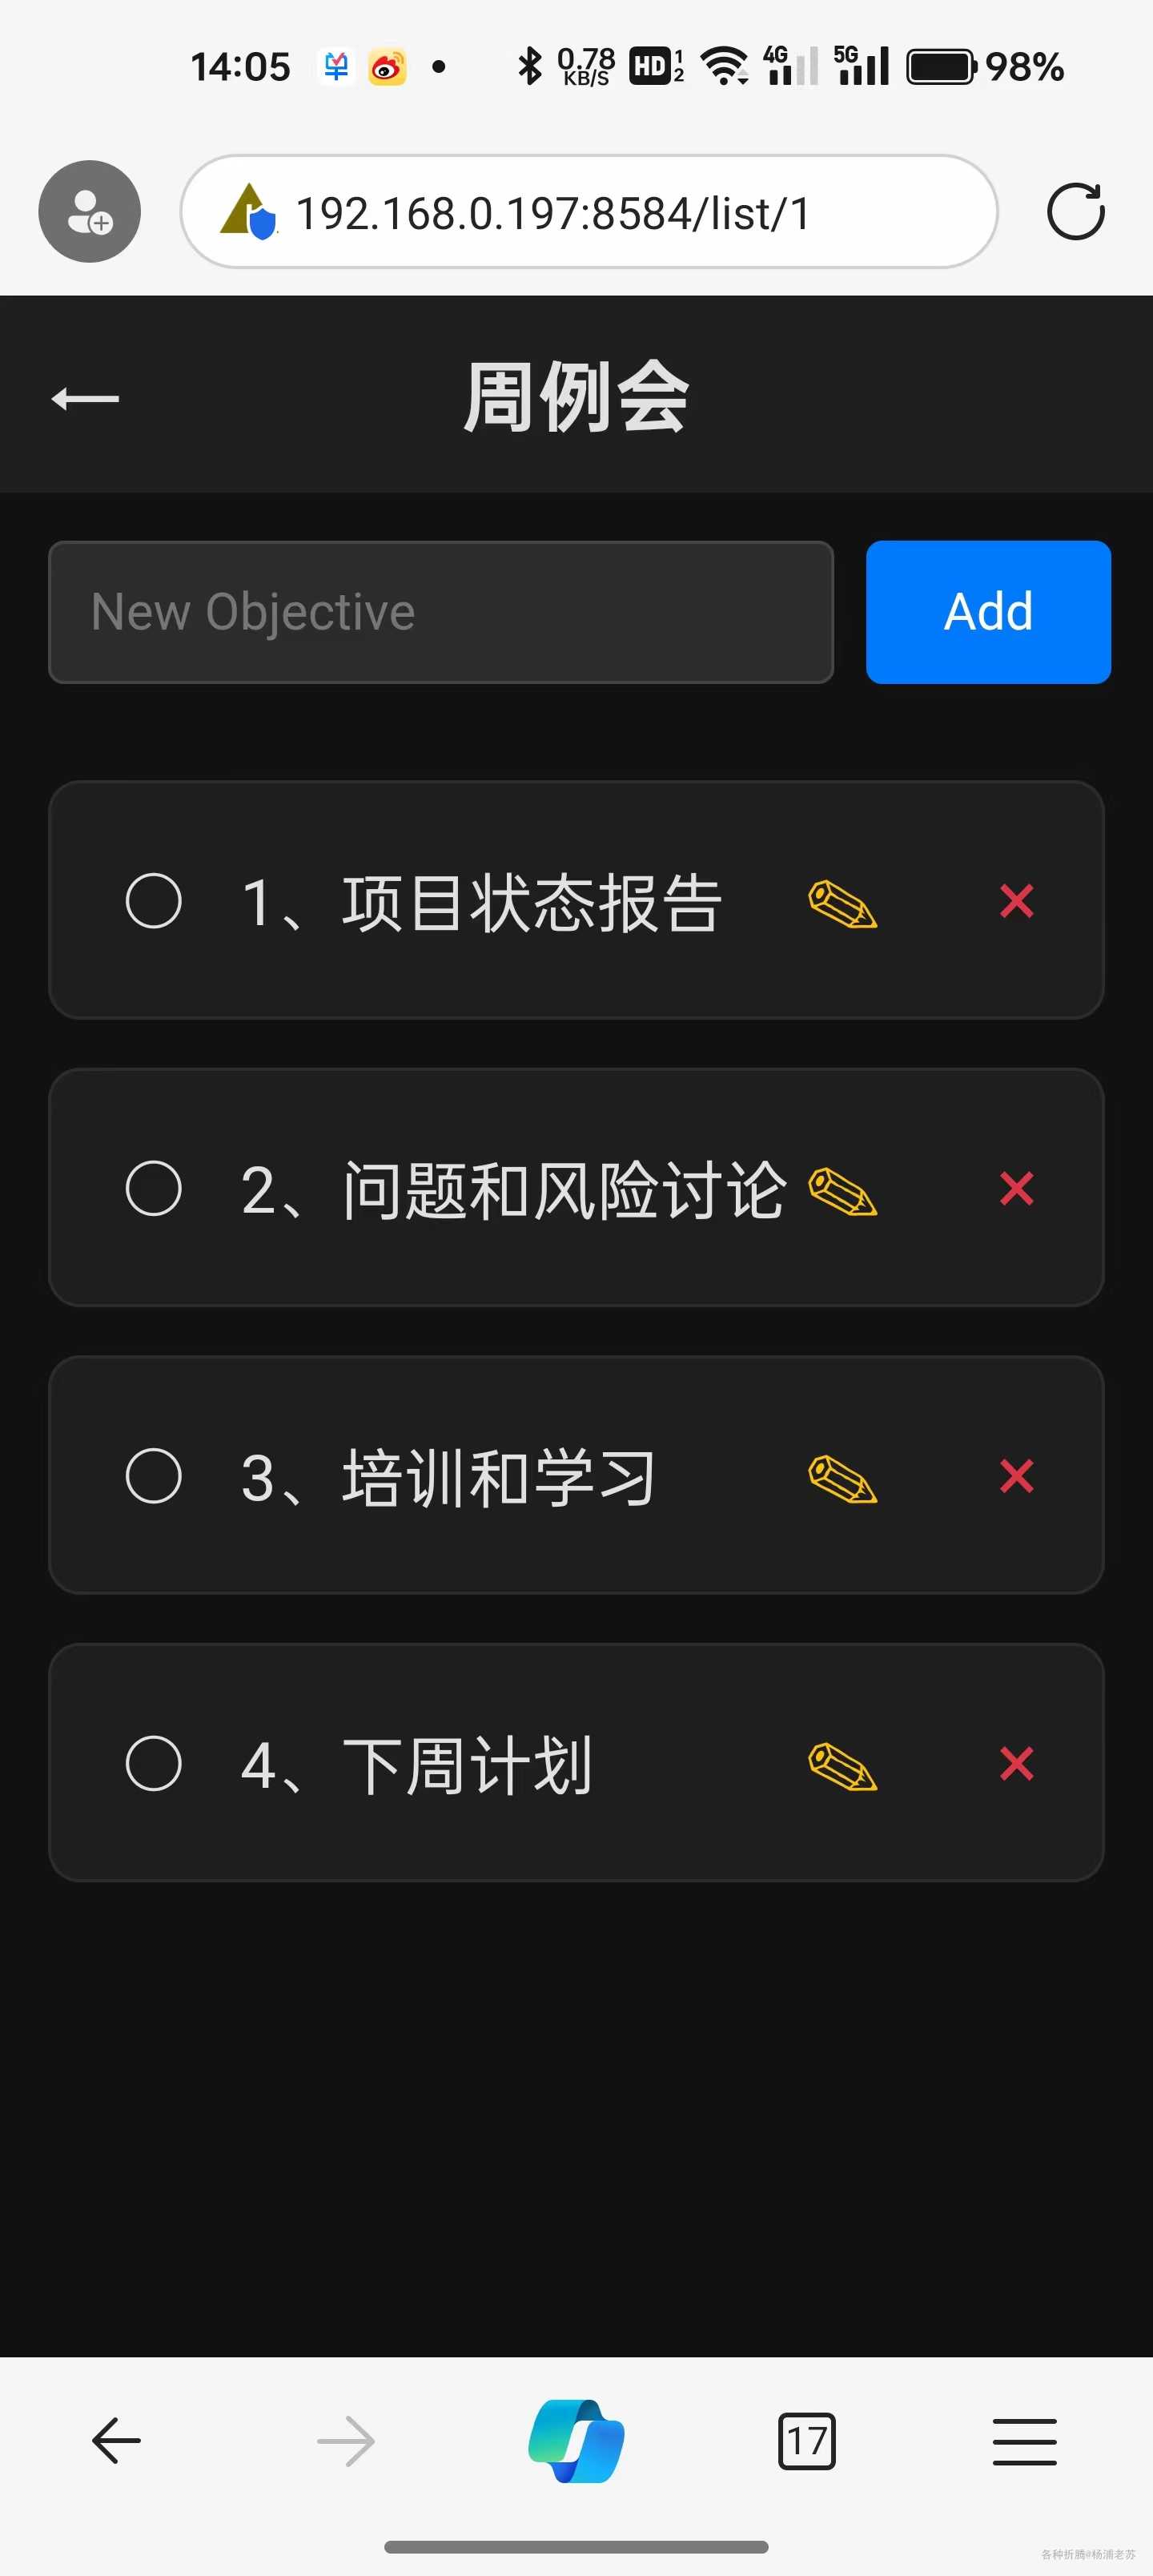 14:05
0.78
KB/S
HD 1 2
4G
5G
98%
192.168.0.197:8584/list/1
周例会
New Objective
Add
1、项目状态报告
2、问题和风险讨论
3、培训和学习
4、下周计划
17
各种折腾#杨浦老苏